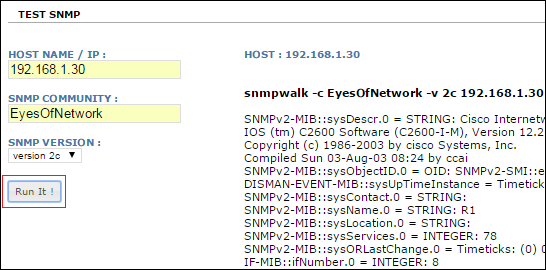 TEST SNMP
HOST NAME / IP :
192.168.1.30
SNMP COMMUNITY :
EyesOfNetwork
SNMP VERSION :
version 2c
Run It !
HOST : 192.168.1.30
snmpwalk -c EyesOfNetwork -v 2c 192.168.1.30
SNMPv2-MIB::sysDescr.0 = STRING: Cisco Internetw
IOS (tm) C2600 Software (C2600-I-M), Version 12.2
Copyright (c) 1986-2003 by cisco Systems, Inc.
Compiled Sun 03-Aug-03 08:24 by ccai
SNMPv2-MIB::sysObjectID.0 = OID: SNMPv2-SMI::e
DISMAN-EVENT-MIB::sysUpTimeInstance = Timetick
SNMPv2-MIB::sysContact.0 = STRING:
SNMPv2-MIB::sysName.0 = STRING: R1
SNMPv2-MIB::sysLocation.0 = STRING:
SNMPv2-MIB::sysServices.0 = INTEGER: 78
SNMPv2-MIB::sysORLastChange.0 = Timeticks: (0) 0
IF-MIB::ifNumber.0 = INTEGER: 8